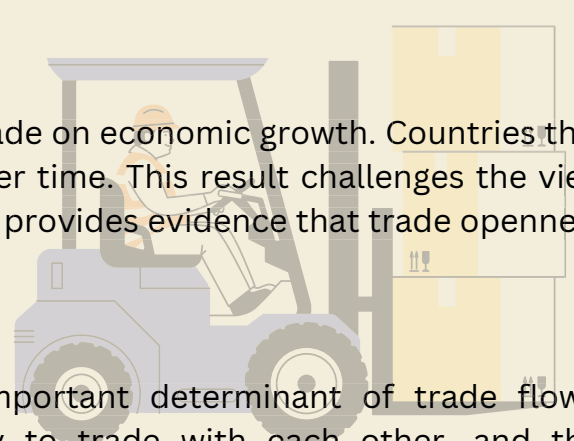 ade on economic growth. Countries th
er time. This result challenges the vie
provides evidence that trade openne
mportant determinant of trade flow
to trade with each other, and th